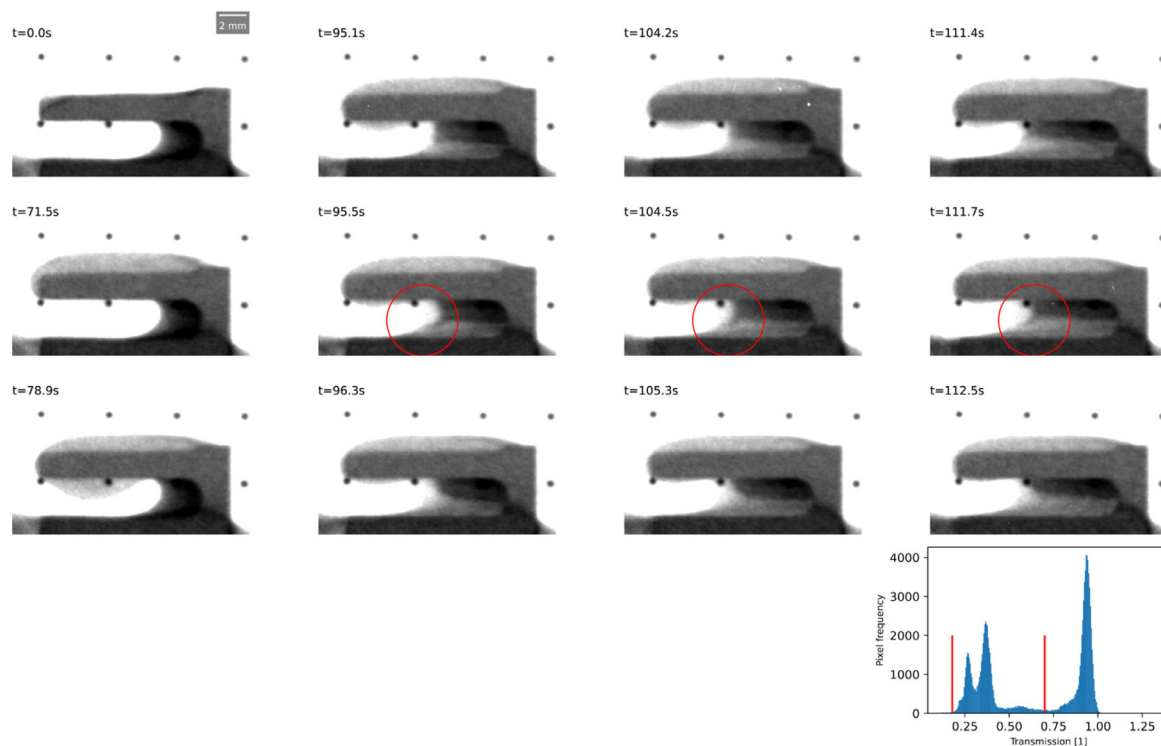 2 mm
t=0.0s
t=95.1s
t=104.2s
t=111.4s
t=71.5s
t=95.5s
t=104.5s
t=111.7s
t=78.9s
t=96.3s
t=105.3s
t=112.5s
Pixel frequency
4000
3000
2000
1000
0
0.25
0.50
0.75
1.00
1.25
Transmission [1]